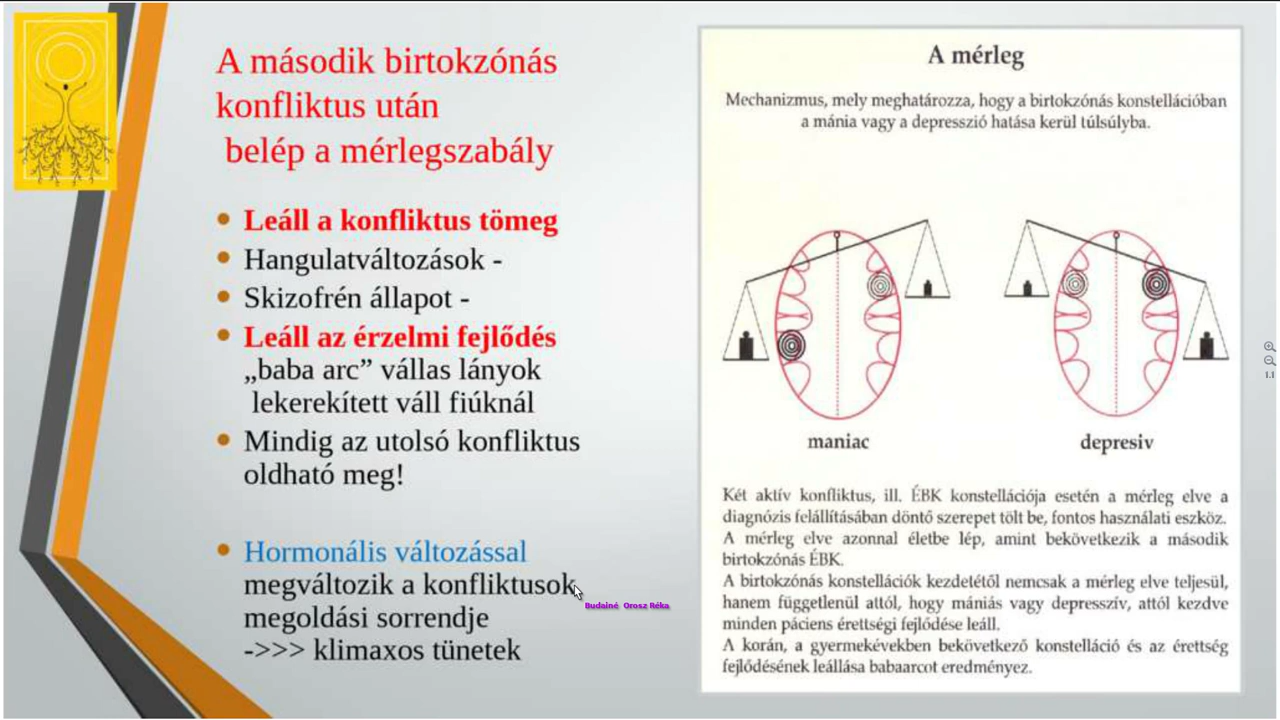 A második birtokzónás
konfliktus után
belép a mérlegszabály
Leáll a konfliktus tömeg
Hangulatváltozások -
Skizofrén állapot -
Leáll az érzelmi fejlődés
„baba arc” vállas lányok
lekerekített váll fiúknál
Mindig az utolsó konfliktus
oldható meg!
Hormonális változással
megváltozik a konfliktusok
megoldási sorrendje
->>> klimaxos tünetek
Budainé Orosz Réka
A mérleg
Mechanizmus, mely meghatározza, hogy a birtokzónás konstellációban
a mánia vagy a depresszió hatása kerül túlsúlyba.
maniac
depresiv
Két aktív konfliktus, ill. ÉBK konstellációja esetén a mérleg elve a
diagnózis felállításában döntő szerepet tölt be, fontos használati eszköz.
A mérleg elve azonnal életbe lép, amint bekövetkezik a második
birtokzónás ÉBK.
A birtokzónás konstellációk kezdetétől nemcsak a mérleg elve teljesül,
hanem függetlenül attól, hogy mániás vagy depresszív, attól kezdve
minden páciens érettségi fejlődése leáll.
A korán, a gyermekévekben bekövetkező konstelláció és az érettség
fejlődésének leállása babaarcot eredményez.
1:1